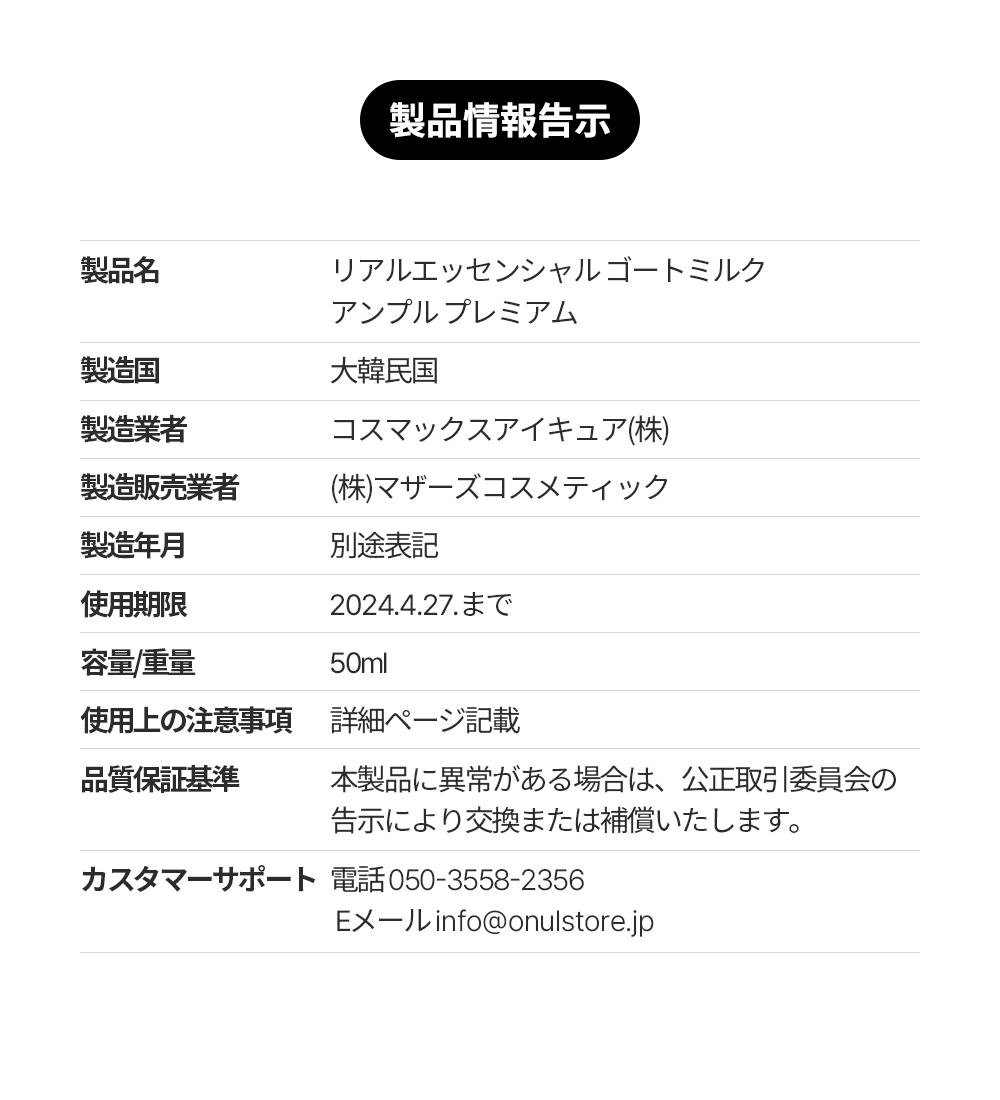 製品情報告示
製品名 リアルエッセンシャル ゴートミルク
アンプル プレミアム
製造国 大韓民国
製造業者 コスマックスアイキュア(株)
製造販売業者 (株)マザーズコスメティック
製造年月 別途表記
使用期限 2024.4.27.まで
容量/重量 50ml
使用上の注意事項 詳細ページ記載
品質保証基準 本製品に異常がある場合は、公正取引委員会の
告示により交換または補償いたします。
カスタマーサポート 電話 050-3558-2356
Eメール info@onulstore.jp